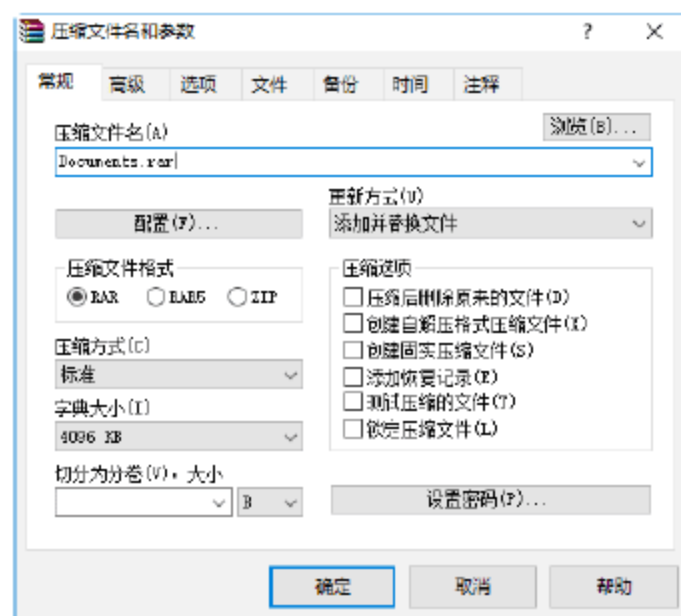 压缩文件名和参数
常规 高级 选项 文件 备份 时间 注释
压缩文件名(A)
浏览(B)...
Documents.rar
配置(F)...
更新方式(U)
添加并替换文件
压缩文件格式
RAR RAR5 ZIP
压缩方式(C)
标准
字典大小(I)
4096 KB
切分为分卷(V)，大小
B
压缩选项
压缩后删除原来的文件(D)
创建自解压格式压缩文件(X)
创建固实压缩文件(S)
添加恢复记录(E)
测试压缩的文件(T)
锁定压缩文件(L)
设置密码(P)...
确定 取消 帮助